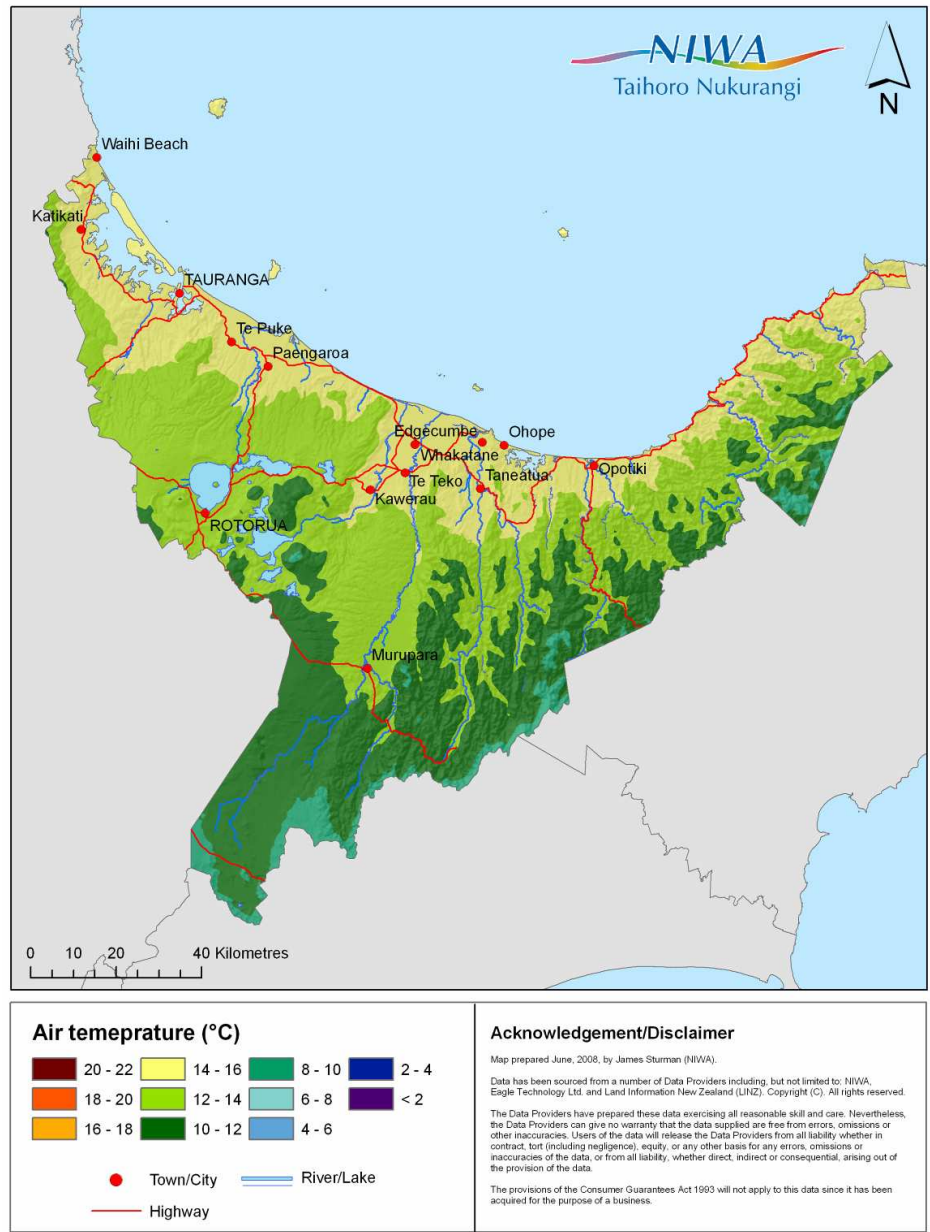 NIWA
Taihoro Nukurangi
N
Waihi Beach
Katikati
TAURANGA
Te Puke
Paengaroa
Edgecumbe
Ohope
Whakatane
Opotiki
Te Teko
Taneatua
Kawerau
ROTORUA
Murupara
0 10 20 40 Kilometres
Air temeprature (°C)
20 - 22
14 - 16
8 - 10
2 - 4
18 - 20
12 - 14
6 - 8
< 2
16 - 18
10 - 12
4 - 6
Town/City
River/Lake
Highway
Acknowledgement/Disclaimer
Map prepared June, 2008, by James Sturman (NIWA).
Data has been sourced from a number of Data Providers including, but not limited to; NIWA,
Eagle Technology Ltd. and Land Information New Zealand (LINZ). Copyright (C). All rights reserved.
The Data Providers have prepared these data exercising all reasonable skill and care. Nevertheless,
the Data Providers can give no warranty that the data supplied are free from errors, omissions or
other inaccuracies. Users of the data will release the Data Providers from all liability whether in
contract, tort (including negligence), equity, or any other basis for any errors, omissions or
inaccuracies of the data, or from all liability, whether direct, indirect or consequential, arising out of
the provision of the data.
The provisions of the Consumer Guarantees Act 1993 will not apply to this data since it has been
acquired for the purpose of a business.